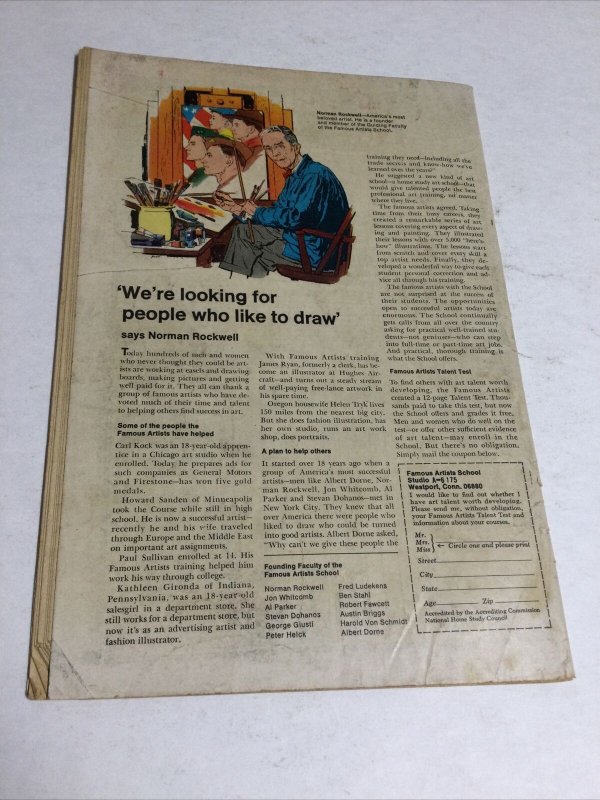 Norman Rockwell—America's most
beloved artist. He is a founder
and member of the Guiding Faculty
of the Famous Artists School.
'We're looking for
people who like to draw'
says Norman Rockwell
Today hundreds of men and women
who never thought they could be art-
ists are working at easels and drawing
boards, making pictures and getting
well paid for it. They all can thank a
group of famous artists who have de-
voted much of their time and talent
to helping others find success in art.
Some of the people the
Famous Artists have helped
Carl Kock was an 18-year-old appren-
tice in a Chicago art studio when he
enrolled. Today he prepares ads for
such companies as General Motors
and Firestone—has won five gold
medals.
Howard Sanden of Minneapolis
took the Course while still in high
school. He is now a successful artist—
recently he and his wife traveled
through Europe and the Middle East
on important art assignments.
Paul Sullivan enrolled at 14. His
Famous Artists training helped him
work his way through college.
Kathleen Gironda of Indiana,
Pennsylvania, was an 18-year-old
salesgirl in a department store. She
still works for a department store, but
now it's as an advertising artist and
fashion illustrator.
With Famous Artists training
James Ryan, formerly a clerk, has be-
come an illustrator at Hughes Air-
craft—and turns out a steady stream
of well-paying free-lance artwork in
his spare time.
Oregon housewife Helen Tryk lives
150 miles from the nearest big city.
But she does fashion illustration, has
her own studio, runs an art work
shop, does portraits.
A plan to help others
It started over 18 years ago when a
group of America's most successful
artists—men like Albert Dorne, Nor-
man Rockwell, Jon Whitcomb, Al
Parker and Stevan Dohanos—met in
New York City. They knew that all
over America there were people who
liked to draw who could be turned
into good artists. Albert Dorne asked,
"Why can't we give these people the
Founding Faculty of the
Famous Artists School
Norman Rockwell
Jon Whitcomb
Al Parker
Stevan Dohanos
George Giusti
Peter Helck
Fred Ludekens
Ben Stahl
Robert Fawcett
Austin Briggs
Harold Von Schmidt
Albert Dorne
training they need—including all the
trade secrets and know-how we've
learned over the years?"
He suggested a new kind of art
school—a home study art school—that
would give talented people the best
professional art training, no matter
where they live.
The famous artists agreed. Taking
time from their busy careers, they
created a remarkable series of art
lessons covering every aspect of draw-
ing and painting. They illustrated
their lessons with over 5,000 "here's
how" illustrations. The lessons start
from scratch and cover every skill a
top artist needs. Finally, they de-
veloped a wonderful way to give each
student personal correction and ad-
vice all through his training.
The famous artists with the School
are not surprised at the success of
their students. The opportunities
open to successful artists today are
enormous. The School continually
gets calls from all over the country
asking for practical well-trained stu-
dents—not geniuses—who can step
into full-time or part-time art jobs.
And practical, thorough training is
what the School offers.
Famous Artists Talent Test
To find others with art talent worth
developing, the Famous Artists
created a 12-page Talent Test. Thou-
sands paid to take this test, but now
the School offers and grades it free.
Men and women who do well on the
test—or offer other sufficient evidence
of art talent—may enroll in the
School. But there's no obligation.
Simply mail the coupon below.
Famous Artists School
Studio A-6175
Westport, Conn. 06880
I would like to find out whether I
have art talent worth developing.
Please send me, without obligation,
your Famous Artists Talent Test and
information about your courses.
Mr.
Mrs.
Miss
Circle one and please print
Street
City
State
Age Zip
Accredited by the Accrediting Commission
National Home Study Council